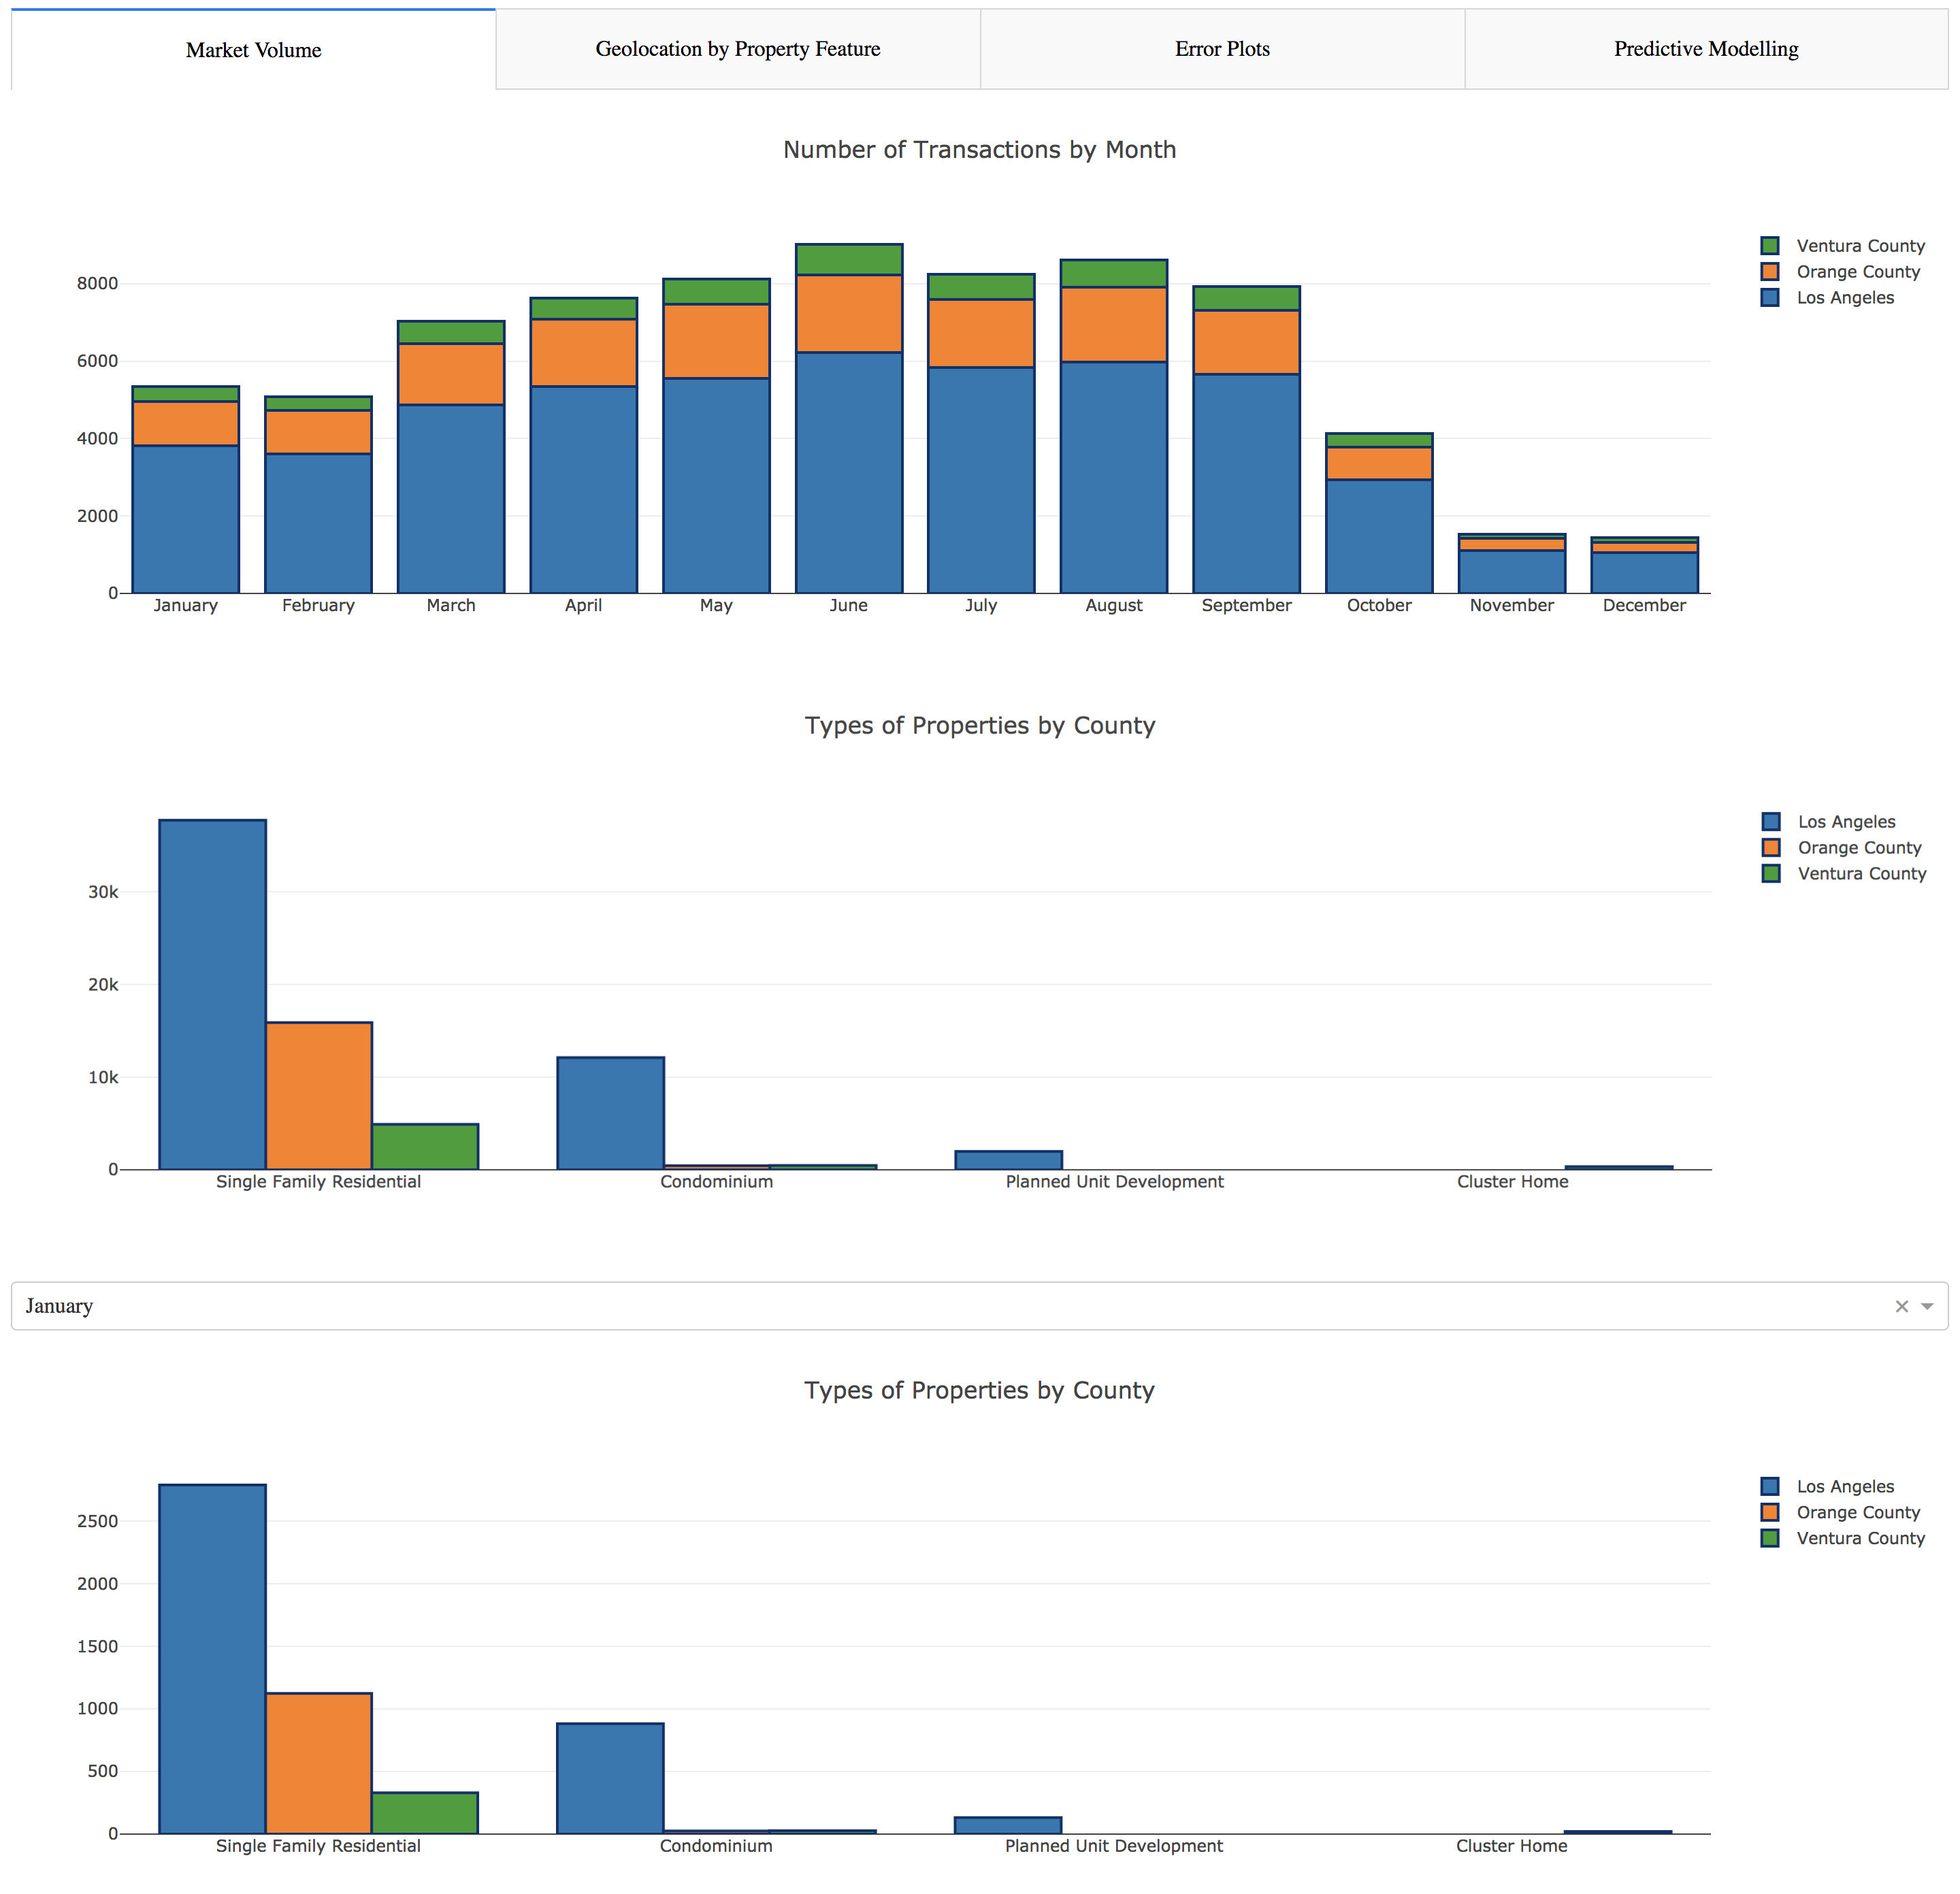 Market Volume Geolocation by Property Feature Error Plots Predictive Modelling
Number of Transactions by Month
Ventura County
Orange County
Los Angeles
8000
6000
4000
2000
0
January February March April May June July August September October November December
Types of Properties by County
Los Angeles
Orange County
Ventura County
30k
20k
10k
0
Single Family Residential Condominium Planned Unit Development Cluster Home
January
Types of Properties by County
Los Angeles
Orange County
Ventura County
2500
2000
1500
1000
500
0
Single Family Residential Condominium Planned Unit Development Cluster Home